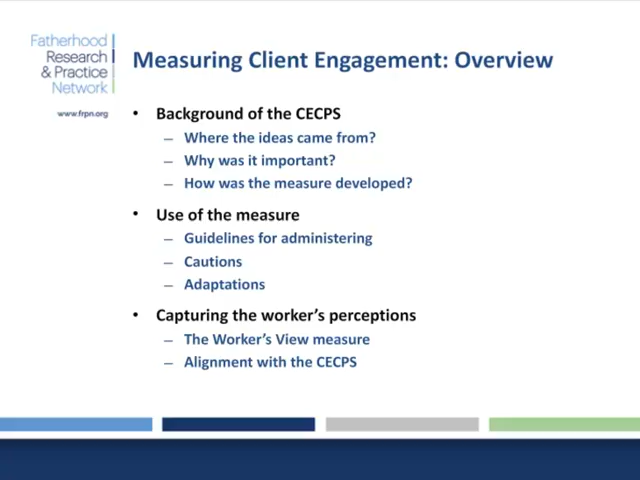 Fatherhood
Research
& Practice
Network
www.frpn.org
Measuring Client Engagement: Overview
• Background of the CECPS
– Where the ideas came from?
– Why was it important?
– How was the measure developed?
• Use of the measure
– Guidelines for administering
– Cautions
– Adaptations
• Capturing the worker's perceptions
– The Worker's View measure
– Alignment with the CECPS